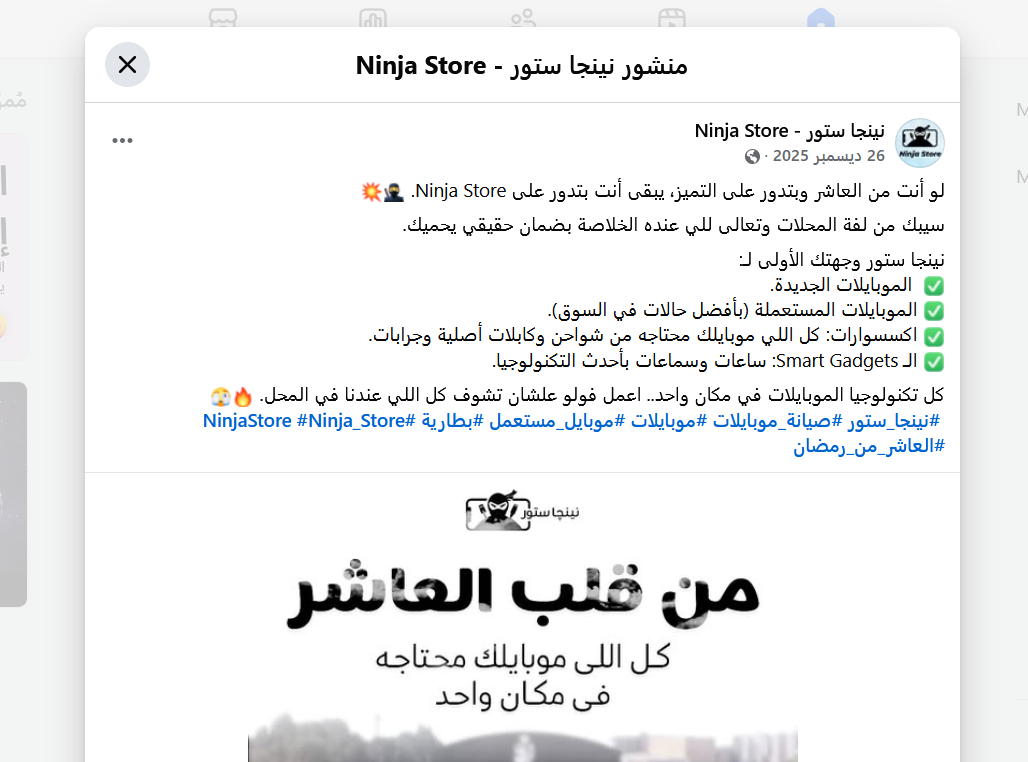 منشور نينجا ستور - Ninja Store
نينجا ستور - Ninja Store
26 ديسمبر 2025 ·
لو أنت من العاشر وبتدور على التميز، يبقى أنت بتدور على Ninja Store. 🥷💥
سيبك من لفة المحلات وتعالى للي عنده الخلاصة بضمان حقيقي يحميك.
نينجا ستور وجهتك الأولى لـ:
✅ الموبايلات الجديدة.
✅ الموبايلات المستعملة (بأفضل حالات في السوق).
✅ اكسسوارات: كل اللي موبايلك محتاجه من شواحن وكابلات أصلية وجرابات.
✅ الـ Smart Gadgets: ساعات وسماعات بأحدث التكنولوجيا.
كل تكنولوجيا الموبايلات في مكان واحد.. اعمل فولو علشان تشوف كل اللي عندنا في المحل. 🔥🫣
#نينجا_ستور #صيانة_موبايلات #موبايلات #موبايل_مستعمل #بطارية #NinjaStore #Ninja_Store
#العاشر_من_رمضان
نينچا ستور
من قلب العاشر
كل اللى موبايلك محتاجه
فى مكان واحد